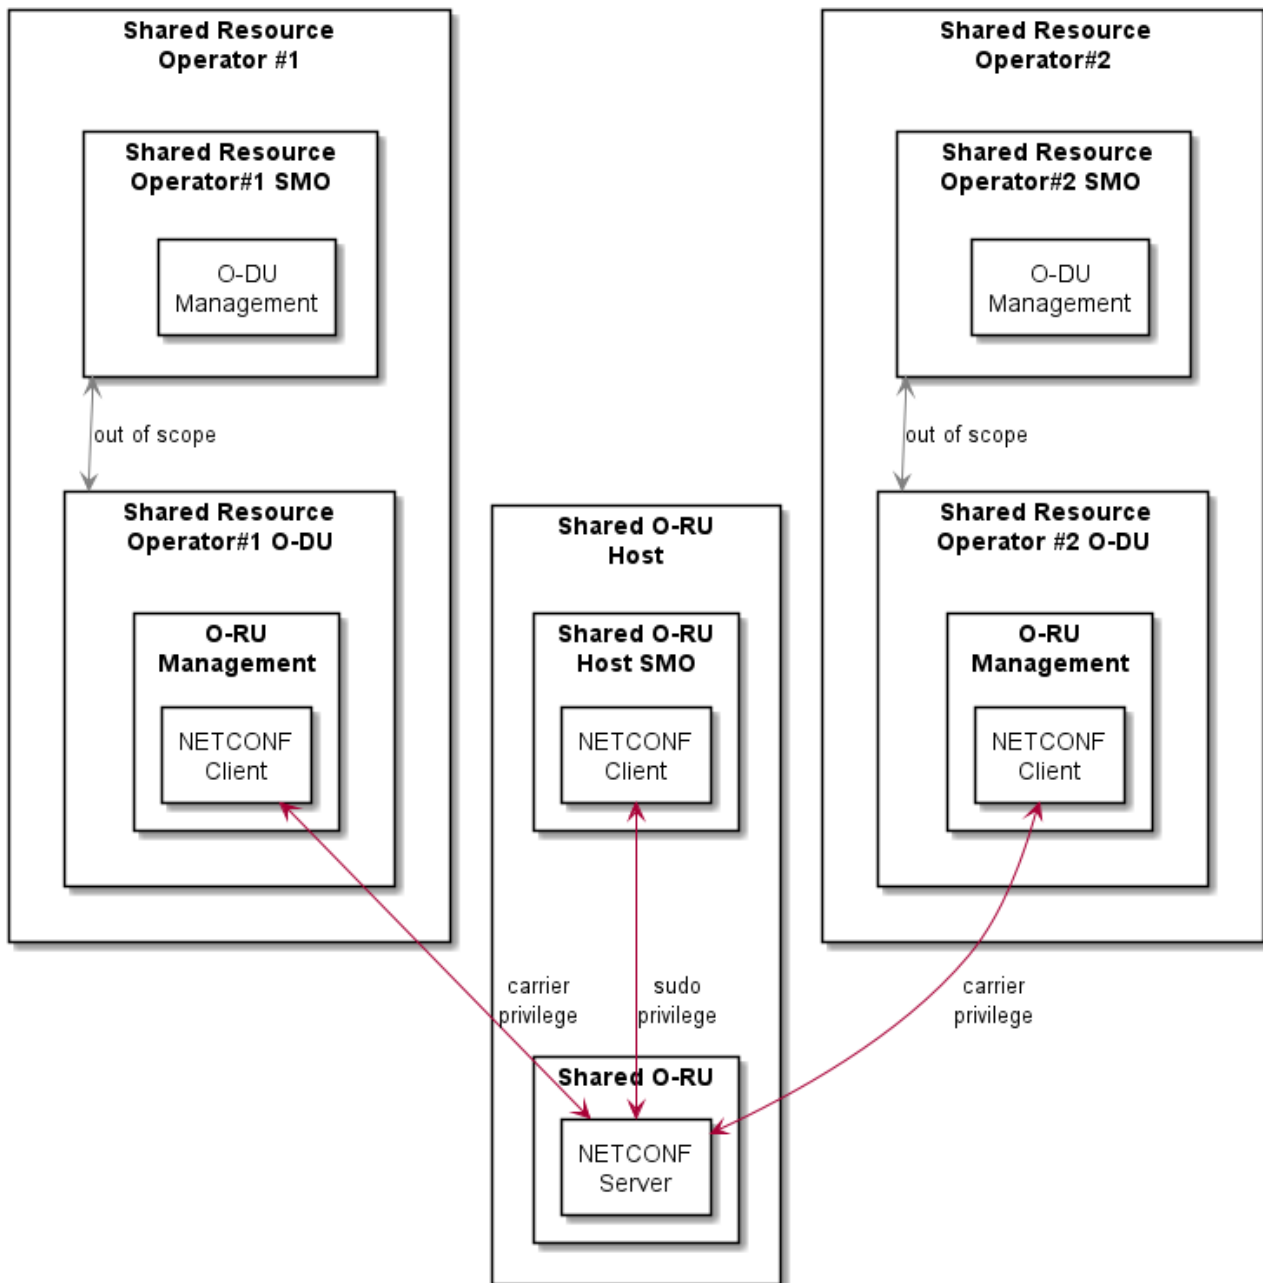 Shared Resource
Operator #1
Shared Resource
Operator#1 SMO
O-DU
Management
out of scope
Shared Resource
Operator#1 O-DU
O-RU
Management
NETCONF
Client
Shared O-RU
Host
Shared O-RU
Host SMO
NETCONF
Client
Shared Resource
Operator#2
Shared Resource
Operator#2 SMO
O-DU
Management
out of scope
Shared Resource
Operator #2 O-DU
O-RU
Management
NETCONF
Client
carrier
privilege
sudo
privilege
carrier
privilege
Shared O-RU
NETCONF
Server